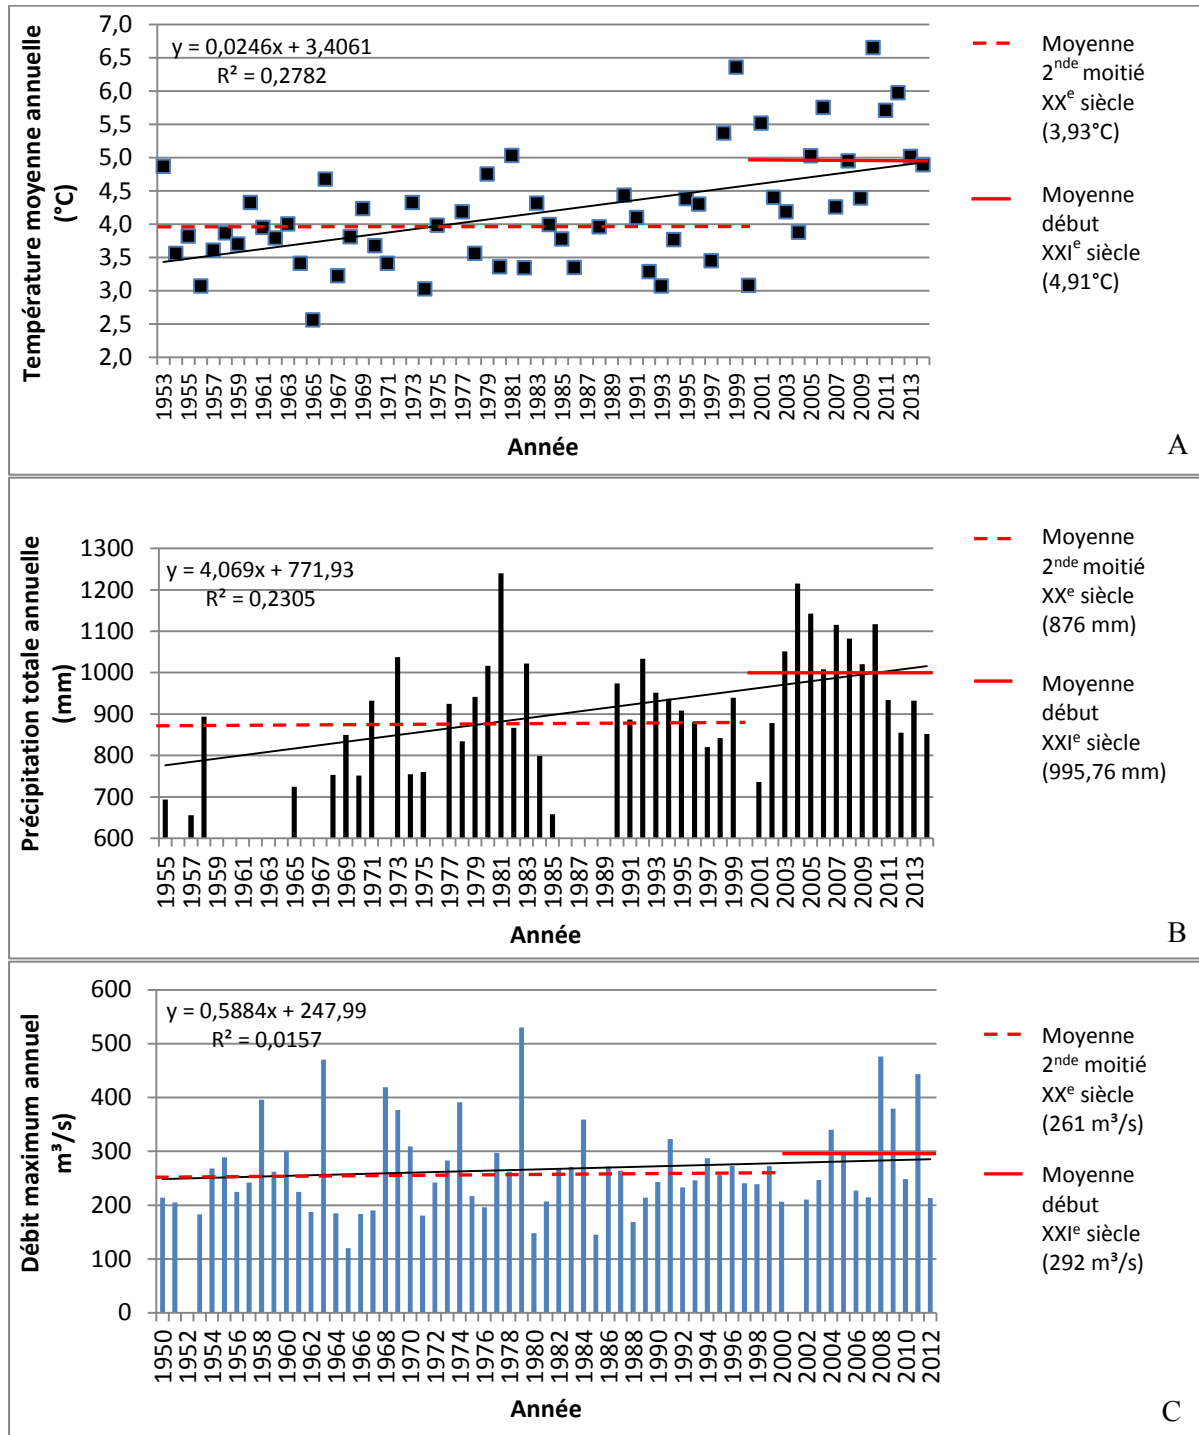 Température moyenne annuelle
(°C)
7,0
6,5
6,0
5,5
5,0
4,5
4,0
3,5
3,0
2,5
2,0
y = 0,0246x + 3,4061
R² = 0,2782
1953
1955
1957
1959
1961
1963
1965
1967
1969
1971
1973
1975
1977
1979
1981
1983
1985
1987
1989
1991
1993
1995
1997
1999
2001
2003
2005
2007
2009
2011
2013
Année
Moyenne
2nde moitié
XXe siècle
(3,93°C)
Moyenne
début
XXIe siècle
(4,91°C)
A
Précipitation totale annuelle
(mm)
1300
1200
1100
1000
900
800
700
600
y = 4,069x + 771,93
R² = 0,2305
1955
1957
1959
1961
1963
1965
1967
1969
1971
1973
1975
1977
1979
1981
1983
1985
1987
1989
1991
1993
1995
1997
1999
2001
2003
2005
2007
2009
2011
2013
Année
Moyenne
2nde moitié
XXe siècle
(876 mm)
Moyenne
début
XXIe siècle
(995,76 mm)
B
Débit maximum annuel
m³/s)
600
500
400
300
200
100
0
y = 0,5884x + 247,99
R² = 0,0157
1950
1952
1954
1956
1958
1960
1962
1964
1966
1968
1970
1972
1974
1976
1978
1980
1982
1984
1986
1988
1990
1992
1994
1996
1998
2000
2002
2004
2006
2008
2010
2012
Année
Moyenne
2nde moitié
XXe siècle
(261 m³/s)
Moyenne
début
XXIe siècle
(292 m³/s)
C